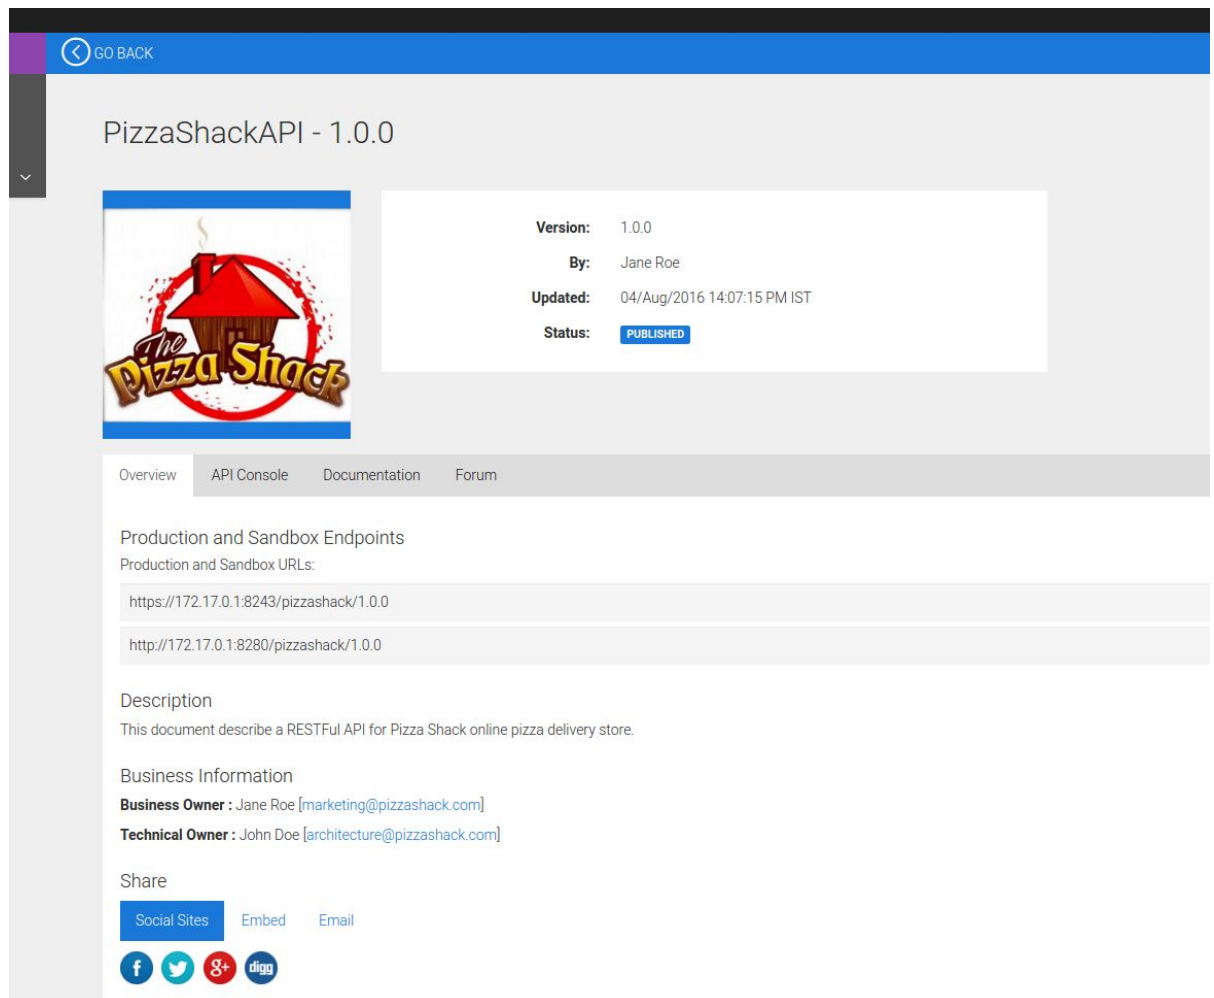 GO BACK
PizzaShackAPI - 1.0.0
The
Pizza Shack
Version: 1.0.0
By: Jane Roe
Updated: 04/Aug/2016 14:07:15 PM IST
Status: PUBLISHED
Overview API Console Documentation Forum
Production and Sandbox Endpoints
Production and Sandbox URLs:
https://172.17.0.1:8243/pizzashack/1.0.0
http://172.17.0.1:8280/pizzashack/1.0.0
Description
This document describe a RESTFul API for Pizza Shack online pizza delivery store.
Business Information
Business Owner : Jane Roe [marketing@pizzashack.com]
Technical Owner : John Doe [architecture@pizzashack.com]
Share
Social Sites Embed Email
f 8+ digg